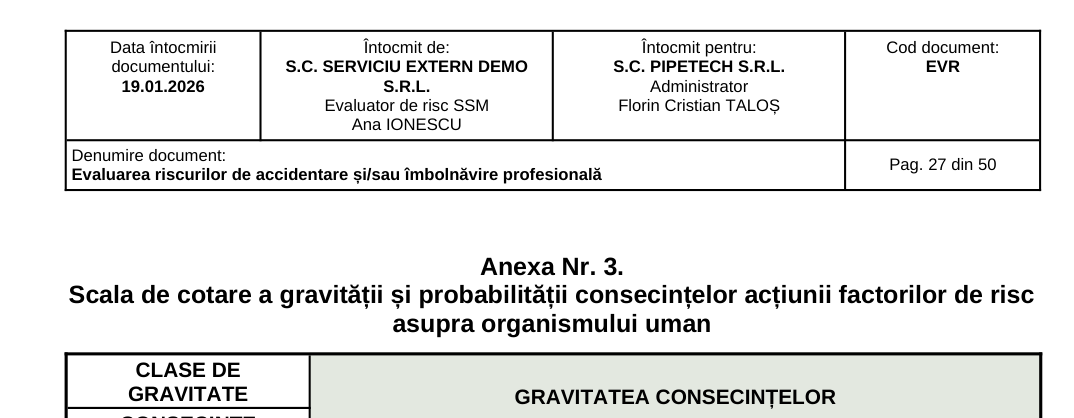 Data întocmirii
documentului:
19.01.2026
Întocmit de:
S.C. SERVICIU EXTERN DEMO
S.R.L.
Evaluator de risc SSM
Ana IONESCU
Întocmit pentru:
S.C. PIPETECH S.R.L.
Administrator
Florin Cristian TALOȘ
Cod document:
EVR
Denumire document:
Evaluarea riscurilor de accidentare și/sau îmbolnăvire profesională
Pag. 27 din 50
Anexa Nr. 3.
Scala de cotare a gravității și probabilității consecințelor acțiunii factorilor de risc
asupra organismului uman
CLASE DE
GRAVITATE
GRAVITATEA CONSECINȚELOR